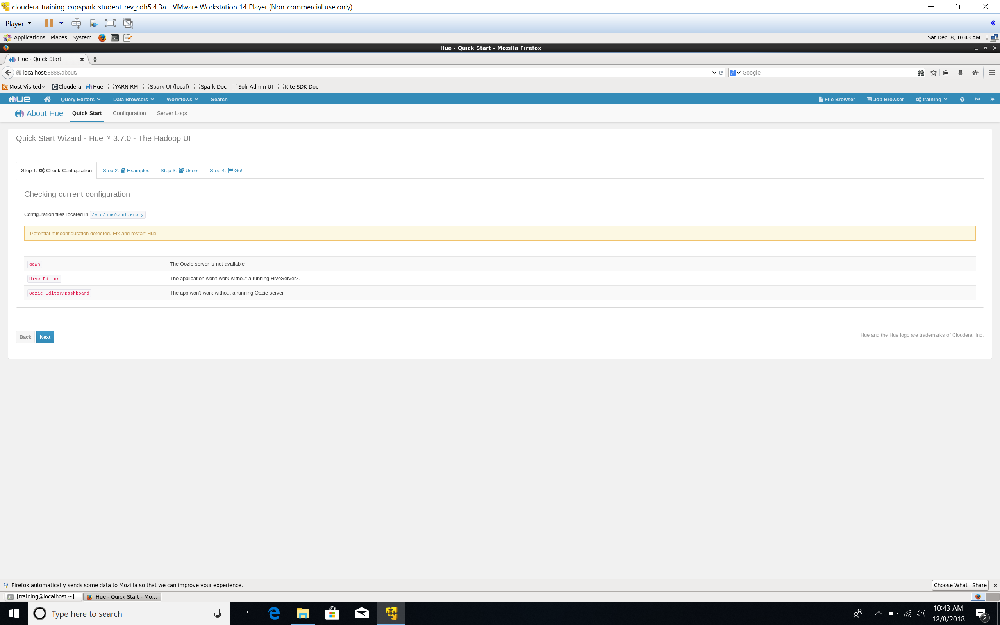 cloudera-training-capspark-student-rev_cdh5.4.3a - VMware Workstation 14 Player (Non-commercial use only)
Player
Applications Places System Sat Dec 8, 10:43 AM
Hue - Quick Start - Mozilla Firefox
Hue - Quick Start
localhost:8888/about/ Google
Most Visited Cloudera Hue YARN RM Spark UI (local) Spark Doc Solr Admin UI Kite SDK Doc
HUE Query Editors Data Browsers Workflows Search File Browser Job Browser training
About Hue Quick Start Configuration Server Logs
Quick Start Wizard - Hue™ 3.7.0 - The Hadoop UI
Step 1: Check Configuration Step 2: Examples Step 3: Users Step 4: Go!
Checking current configuration
Configuration files located in /etc/hue/conf.empty
Potential misconfiguration detected. Fix and restart Hue.
down The Oozie server is not available
Hive Editor The application won't work without a running HiveServer2.
Oozie Editor/Dashboard The app won't work without a running Oozie server
Back Next Hue and the Hue logo are trademarks of Cloudera, Inc.
Firefox automatically sends some data to Mozilla so that we can improve your experience. Choose What I Share
[training@localhost:~] Hue - Quick Start - Mo...
Type here to search 10:43 AM
12/8/2018 2